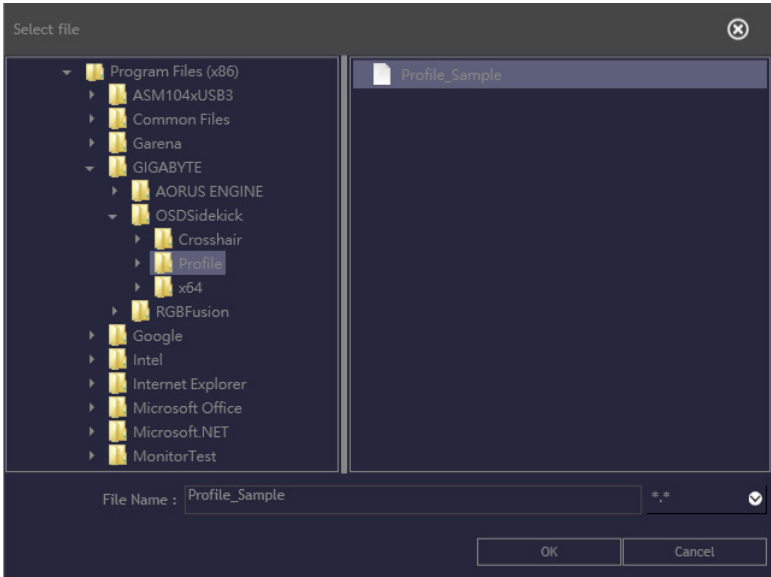 Select file
Program Files (x86)
ASM104xUSB3
Common Files
Garena
GIGABYTE
AORUS ENGINE
OSDSidekick
Crosshair
Profile
x64
RGBFusion
Google
Intel
Internet Explorer
Microsoft Office
Microsoft.NET
MonitorTest
Profile_Sample
File Name : Profile_Sample *.*
OK Cancel